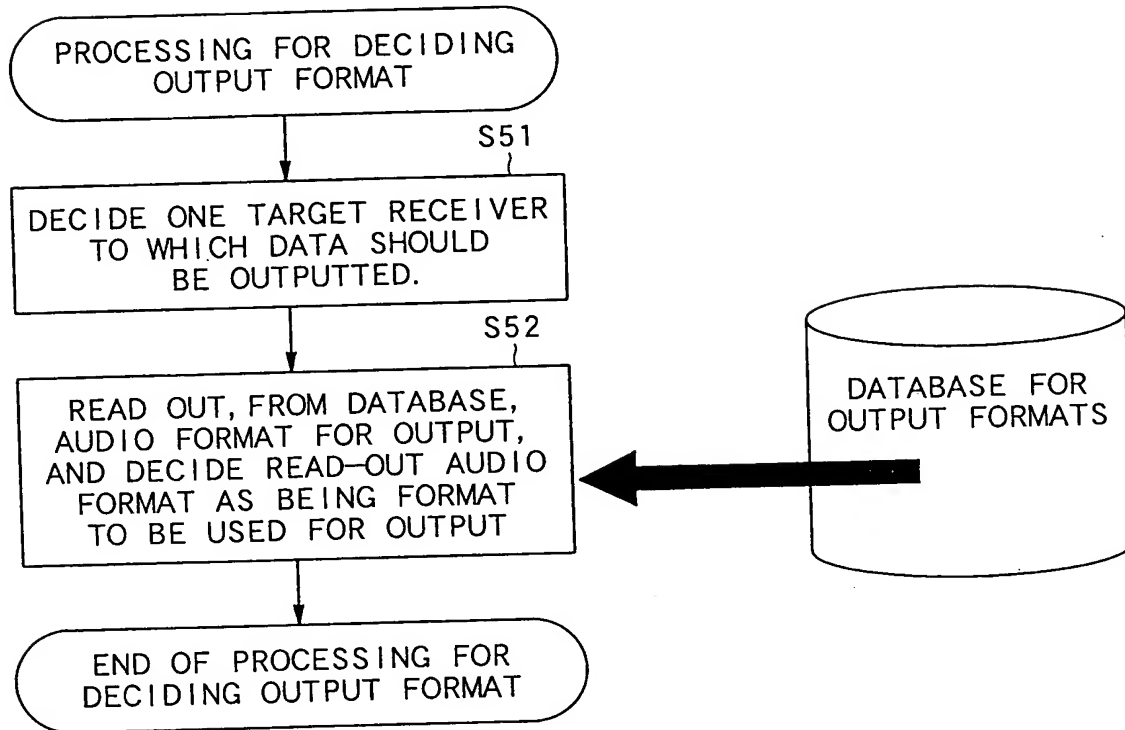 PROCESSING FOR DECIDING
OUTPUT FORMAT
S51
DECIDE ONE TARGET RECEIVER
TO WHICH DATA SHOULD
BE OUTPUTTED.
S52
READ OUT, FROM DATABASE,
AUDIO FORMAT FOR OUTPUT,
AND DECIDE READ-OUT AUDIO
FORMAT AS BEING FORMAT
TO BE USED FOR OUTPUT
DATABASE FOR
OUTPUT FORMATS
END OF PROCESSING FOR
DECIDING OUTPUT FORMAT